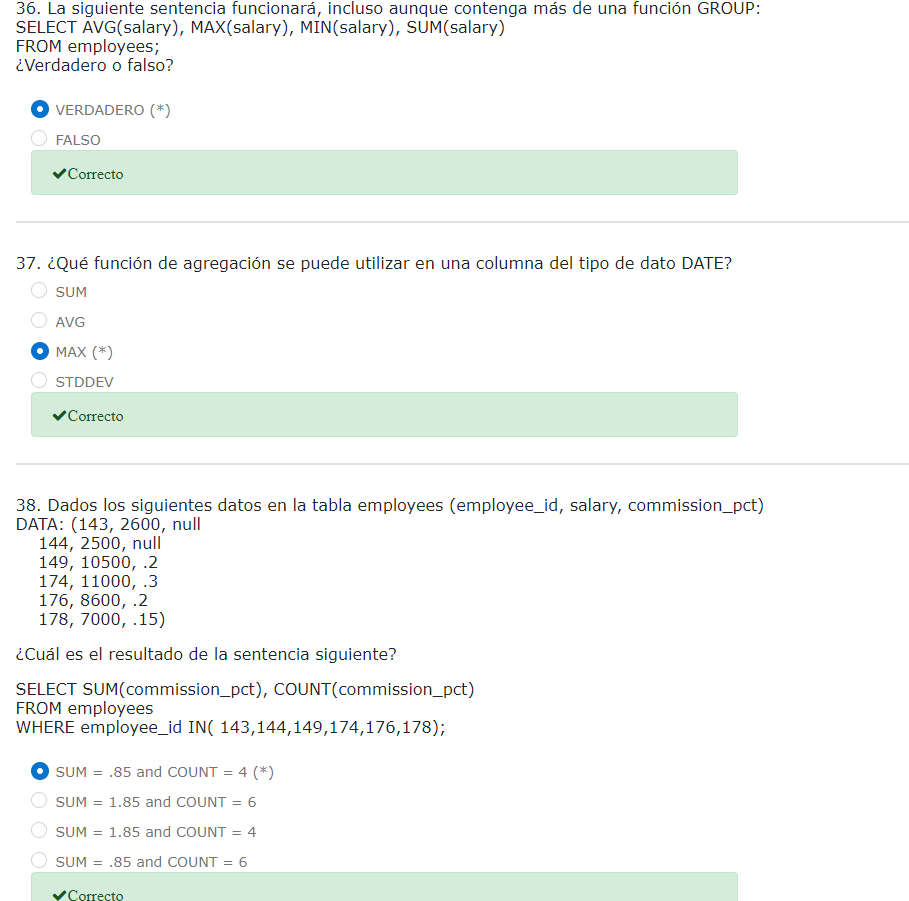 36. La siguiente sentencia funcionará, incluso aunque contenga más de una función GROUP:
SELECT AVG(salary), MAX(salary), MIN(salary), SUM(salary)
FROM employees;
¿Verdadero o falso?
VERDADERO (*)
FALSO
✔Correcto
37. ¿Qué función de agregación se puede utilizar en una columna del tipo de dato DATE?
SUM
AVG
MAX (*)
STDDEV
✔Correcto
38. Dados los siguientes datos en la tabla employees (employee_id, salary, commission_pct)
DATA: (143, 2600, null
144, 2500, null
149, 10500, .2
174, 11000, .3
176, 8600, .2
178, 7000, .15)
¿Cuál es el resultado de la sentencia siguiente?
SELECT SUM(commission_pct), COUNT(commission_pct)
FROM employees
WHERE employee_id IN( 143,144,149,174,176,178);
SUM = .85 and COUNT = 4 (*)
SUM = 1.85 and COUNT = 6
SUM = 1.85 and COUNT = 4
SUM = .85 and COUNT = 6
✔Correcto